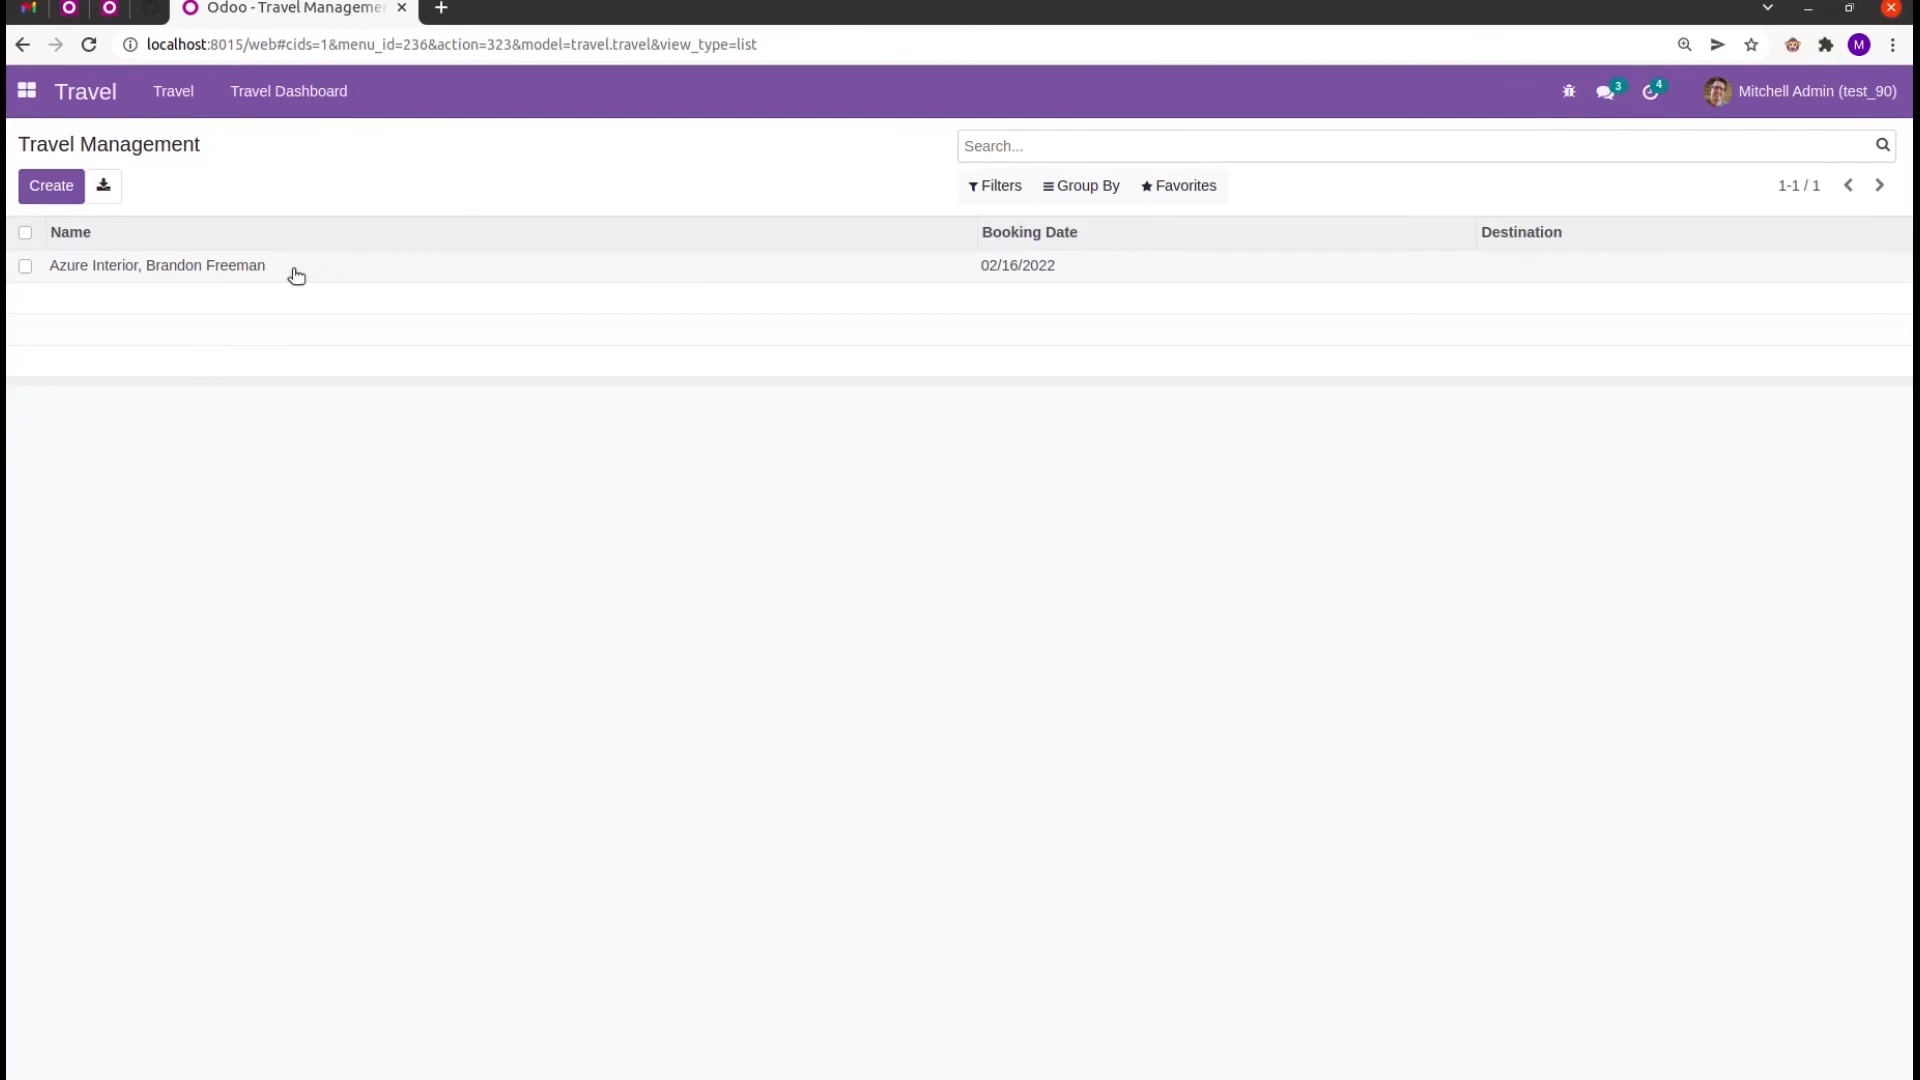 Odoo - Travel Manageme
localhost:8015/web#cids=1&menu_id=236&action=323&model=travel.travel&view_type=list
M
Travel Travel Travel Dashboard 3 4 Mitchell Admin (test_90)
Travel Management Search...
Create Filters Group By Favorites 1-1 / 1
Name Booking Date Destination
Azure Interior, Brandon Freeman 02/16/2022